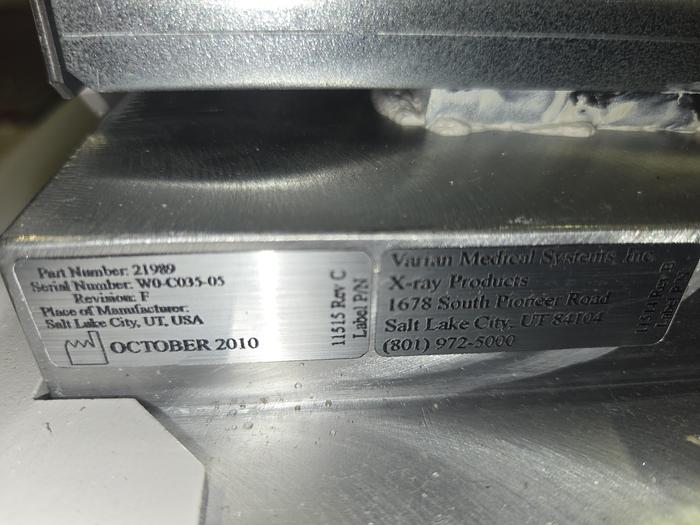 Part Number: 21989
Serial Number: W0-C035-05
Revision: F
Place of Manufacturer:
Salt Lake City, UT, USA
OCTOBER 2010
11515 Rev C
Label P/N
Varian Medical Systems, Inc.
X-ray Products
1678 South Pioneer Road
Salt Lake City, UT 84104
(801) 972-5000
Label P/N